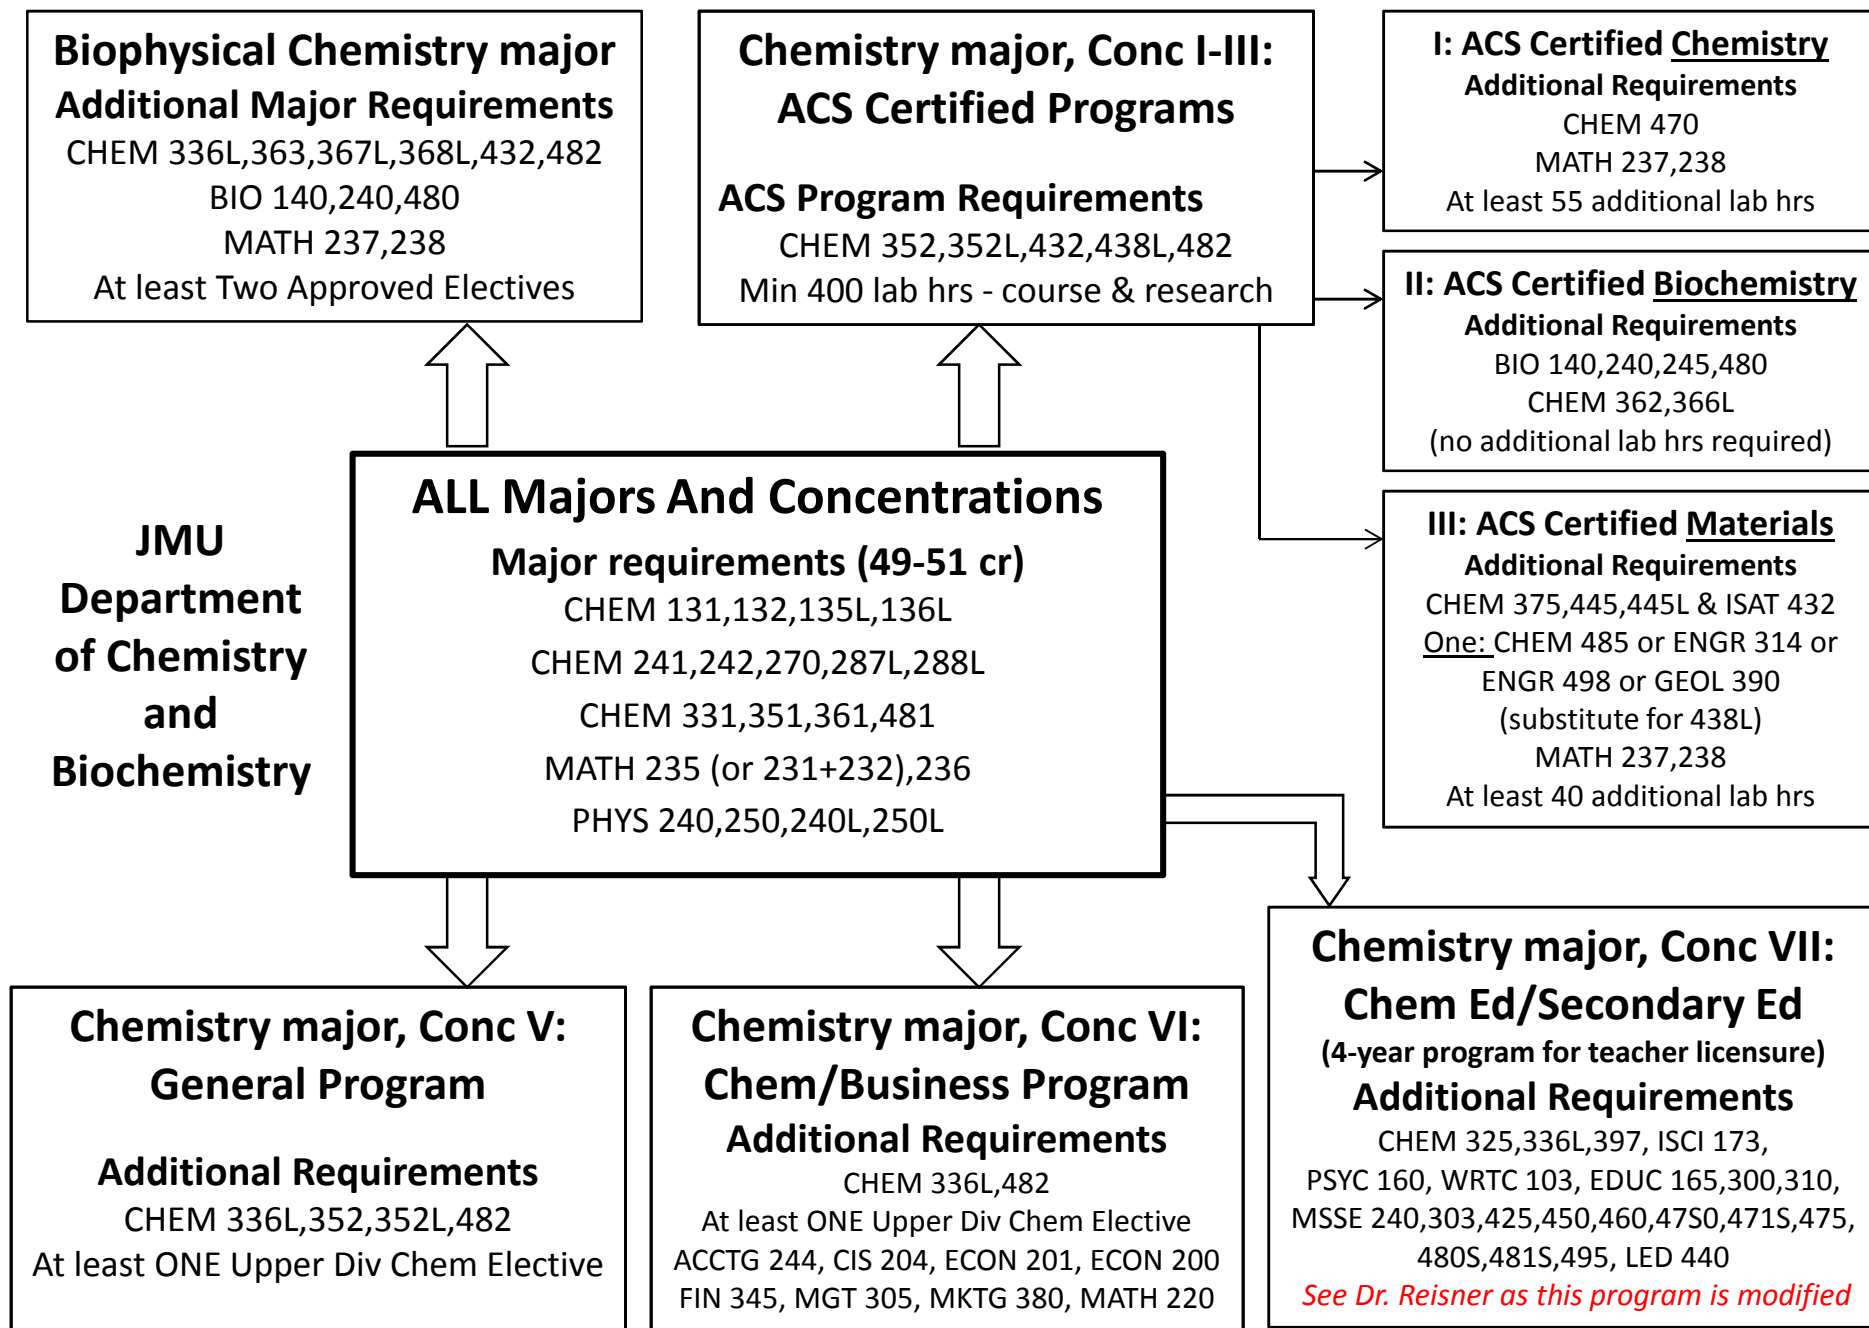 Biophysical Chemistry major
Additional Major Requirements
CHEM 336L,363,367L,368L,432,482
BIO 140,240,480
MATH 237,238
At least Two Approved Electives
Chemistry major, Conc I-III:
ACS Certified Programs
ACS Program Requirements
CHEM 352,352L,432,438L,482
Min 400 lab hrs - course & research
I: ACS Certified Chemistry
Additional Requirements
CHEM 470
MATH 237,238
At least 55 additional lab hrs
II: ACS Certified Biochemistry
Additional Requirements
BIO 140,240,245,480
CHEM 362,366L
(no additional lab hrs required)
III: ACS Certified Materials
Additional Requirements
CHEM 375,445,445L & ISAT 432
One: CHEM 485 or ENGR 314 or
ENGR 498 or GEOL 390
(substitute for 438L)
MATH 237,238
At least 40 additional lab hrs
JMU
Department
of Chemistry
and
Biochemistry
ALL Majors And Concentrations
Major requirements (49-51 cr)
CHEM 131,132,135L,136L
CHEM 241,242,270,287L,288L
CHEM 331,351,361,481
MATH 235 (or 231+232),236
PHYS 240,250,240L,250L
Chemistry major, Conc V:
General Program
Additional Requirements
CHEM 336L,352,352L,482
At least ONE Upper Div Chem Elective
Chemistry major, Conc VI:
Chem/Business Program
Additional Requirements
CHEM 336L,482
At least ONE Upper Div Chem Elective
ACCTG 244, CIS 204, ECON 201, ECON 200
FIN 345, MGT 305, MKTG 380, MATH 220
Chemistry major, Conc VII:
Chem Ed/Secondary Ed
(4-year program for teacher licensure)
Additional Requirements
CHEM 325,336L,397, ISCI 173,
PSYC 160, WRTC 103, EDUC 165,300,310,
MSSE 240,303,425,450,460,47S0,471S,475,
480S,481S,495, LED 440
See Dr. Reisner as this program is modified